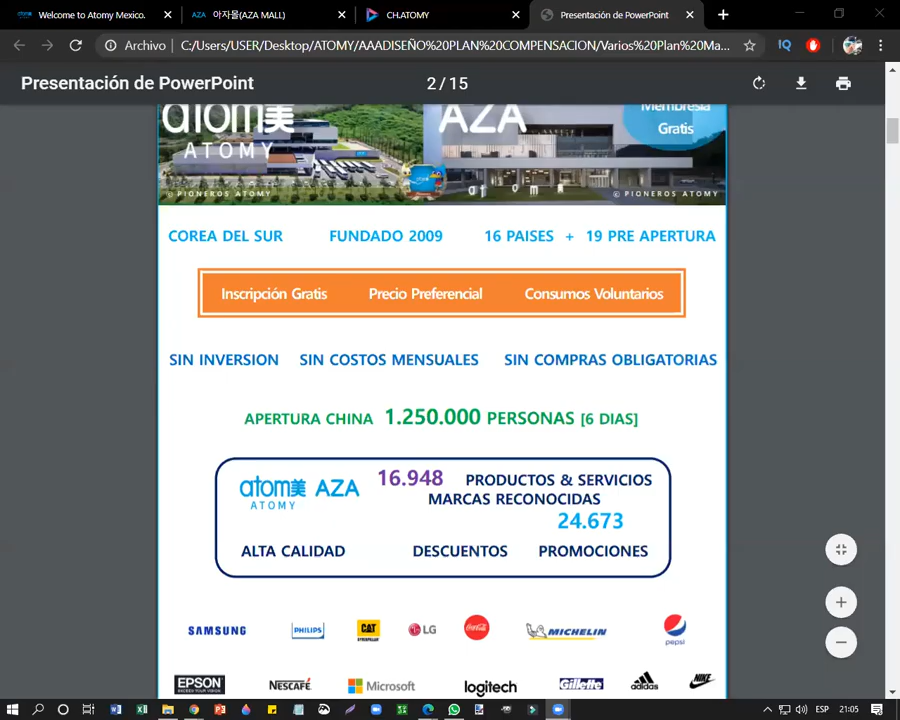 Welcome to Atomy Mexico.
아자몰(AZA MALL)
CH.ATOMY
Presentación de PowerPoint
Archivo
C:/Users/USER/Desktop/ATOMY/AAADISEÑO%20PLAN%20COMPENSACION/Varios%20Plan%20Ma...
IQ
Presentación de PowerPoint
2 / 15
atom美
ATOMY
© PIONEROS ATOMY
AZA
Membresia
Gratis
atom
© PIONEROS ATOMY
COREA DEL SUR FUNDADO 2009 16 PAISES + 19 PRE APERTURA
Inscripción Gratis Precio Preferencial Consumos Voluntarios
SIN INVERSION SIN COSTOS MENSUALES SIN COMPRAS OBLIGATORIAS
APERTURA CHINA 1.250.000 PERSONAS [6 DIAS]
atom美 AZA
ATOMY
16.948 PRODUCTOS & SERVICIOS
MARCAS RECONOCIDAS
24.673
ALTA CALIDAD DESCUENTOS PROMOCIONES
SAMSUNG PHILIPS CAT LG Coca-Cola MICHELIN pepsi
EPSON NESCAFÉ Microsoft logitech Gillette adidas NIKE
ESP 21:05